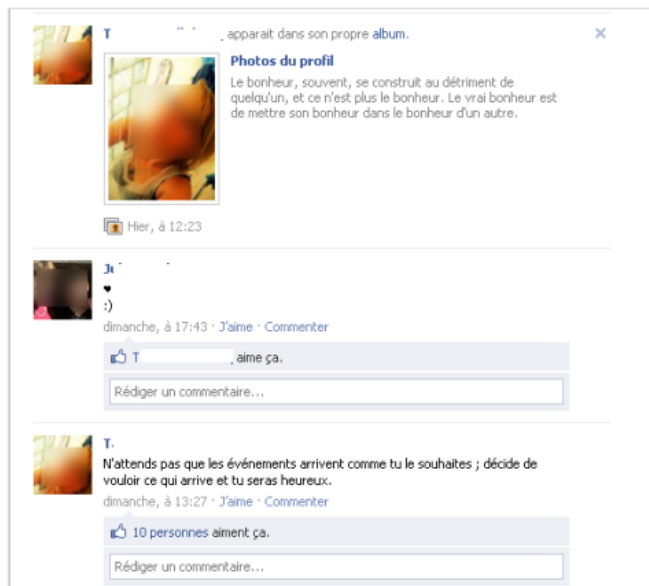 T apparait dans son propre album.
Photos du profil
Le bonheur, souvent, se construit au détriment de
quelqu'un, et ce n'est plus le bonheur. Le vrai bonheur est
de mettre son bonheur dans le bonheur d'un autre.
Hier, à 12:23
♥
:)
dimanche, à 17:43 · J'aime · Commenter
T , aime ça.
Rédiger un commentaire...
T.
N'attends pas que les événements arrivent comme tu le souhaites ; décide de
vouloir ce qui arrive et tu seras heureux.
dimanche, à 13:27 · J'aime · Commenter
10 personnes aiment ça.
Rédiger un commentaire...